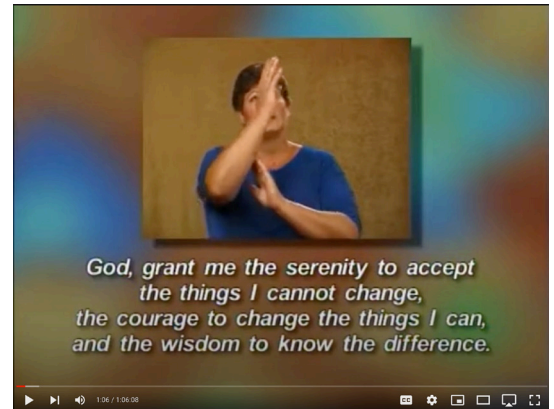 God, grant me the serenity to accept
the things I cannot change,
the courage to change the things I can,
and the wisdom to know the difference.
1:06 / 1:06:08
CC